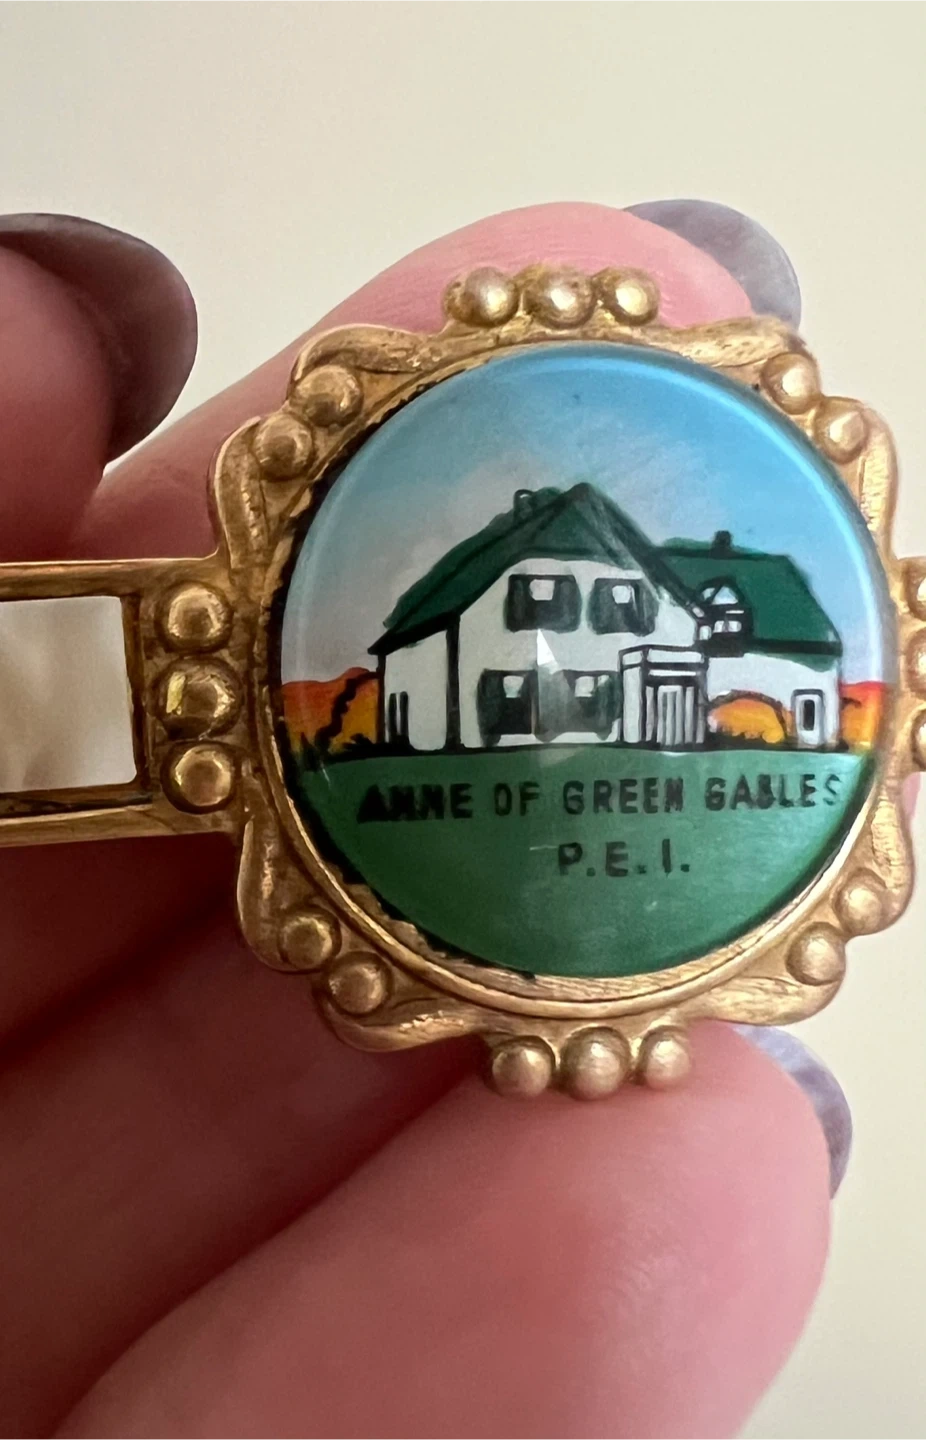 ANNE OF GREEN GABLES
P.E.I.